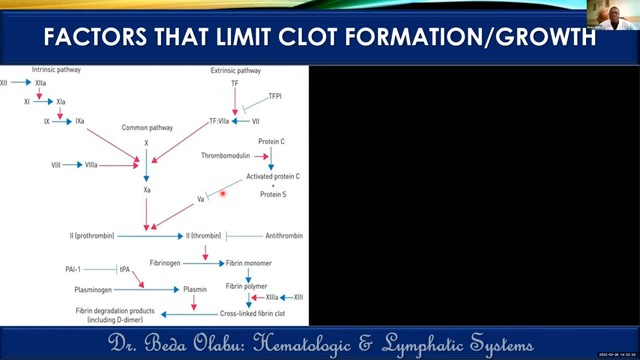 FACTORS THAT LIMIT CLOT FORMATION/GROWTH
Intrinsic pathway
Extrinsic pathway
XII XIIa
TF
TFPI
XI XIa
IX IXa
TF:VIIa VII
Common pathway
X
Protein C
Thrombomodulin
VIII VIIIa
Activated protein C
+
Protein S
Xa
Va
II (prothrombin) II (thrombin) Antithrombin
Fibrinogen Fibrin monomer
PAI-1 tPA
Fibrin polymer
Plasminogen Plasmin
XIIIa XIII
Fibrin degradation products
(including D-dimer)
Cross-linked fibrin clot
Dr. Beda Olabu: Hematologic & Lymphatic Systems